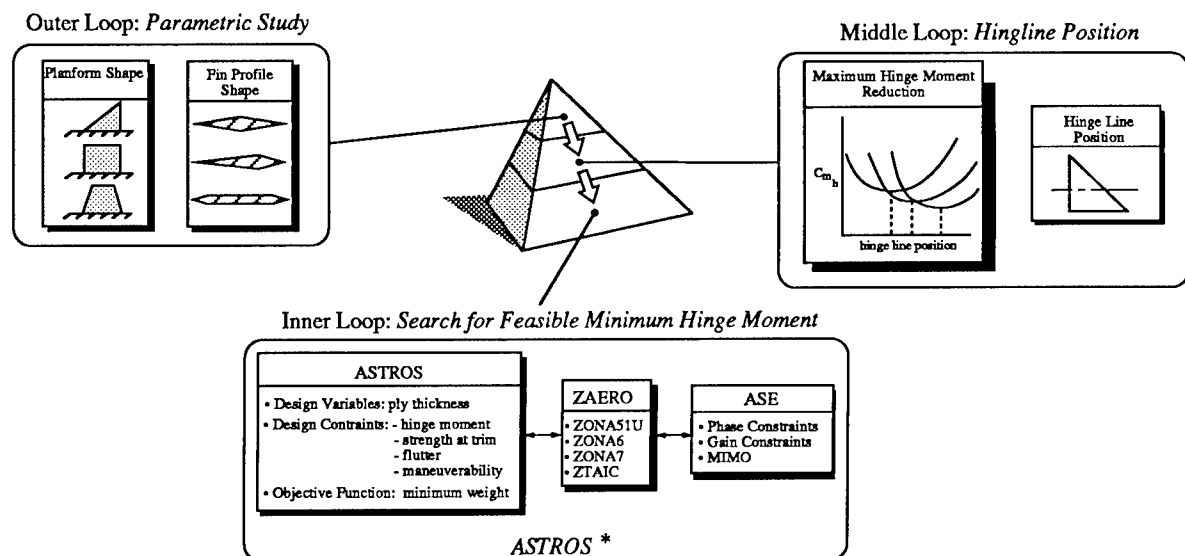 Outer Loop: Parametric Study
Planform Shape
Fin Profile
Shape
Middle Loop: Hingline Position
Maximum Hinge Moment
Reduction
Cmh
hinge line position
Hinge Line
Position
Inner Loop: Search for Feasible Minimum Hinge Moment
ASTROS
• Design Variables: ply thickness
• Design Contraints: - hinge moment
- strength at trim
- flutter
- maneuverability
• Objective Function: minimum weight
ZAERO
• ZONA51U
• ZONA6
• ZONA7
• ZTAIC
ASE
• Phase Constraints
• Gain Constraints
• MIMO
ASTROS *